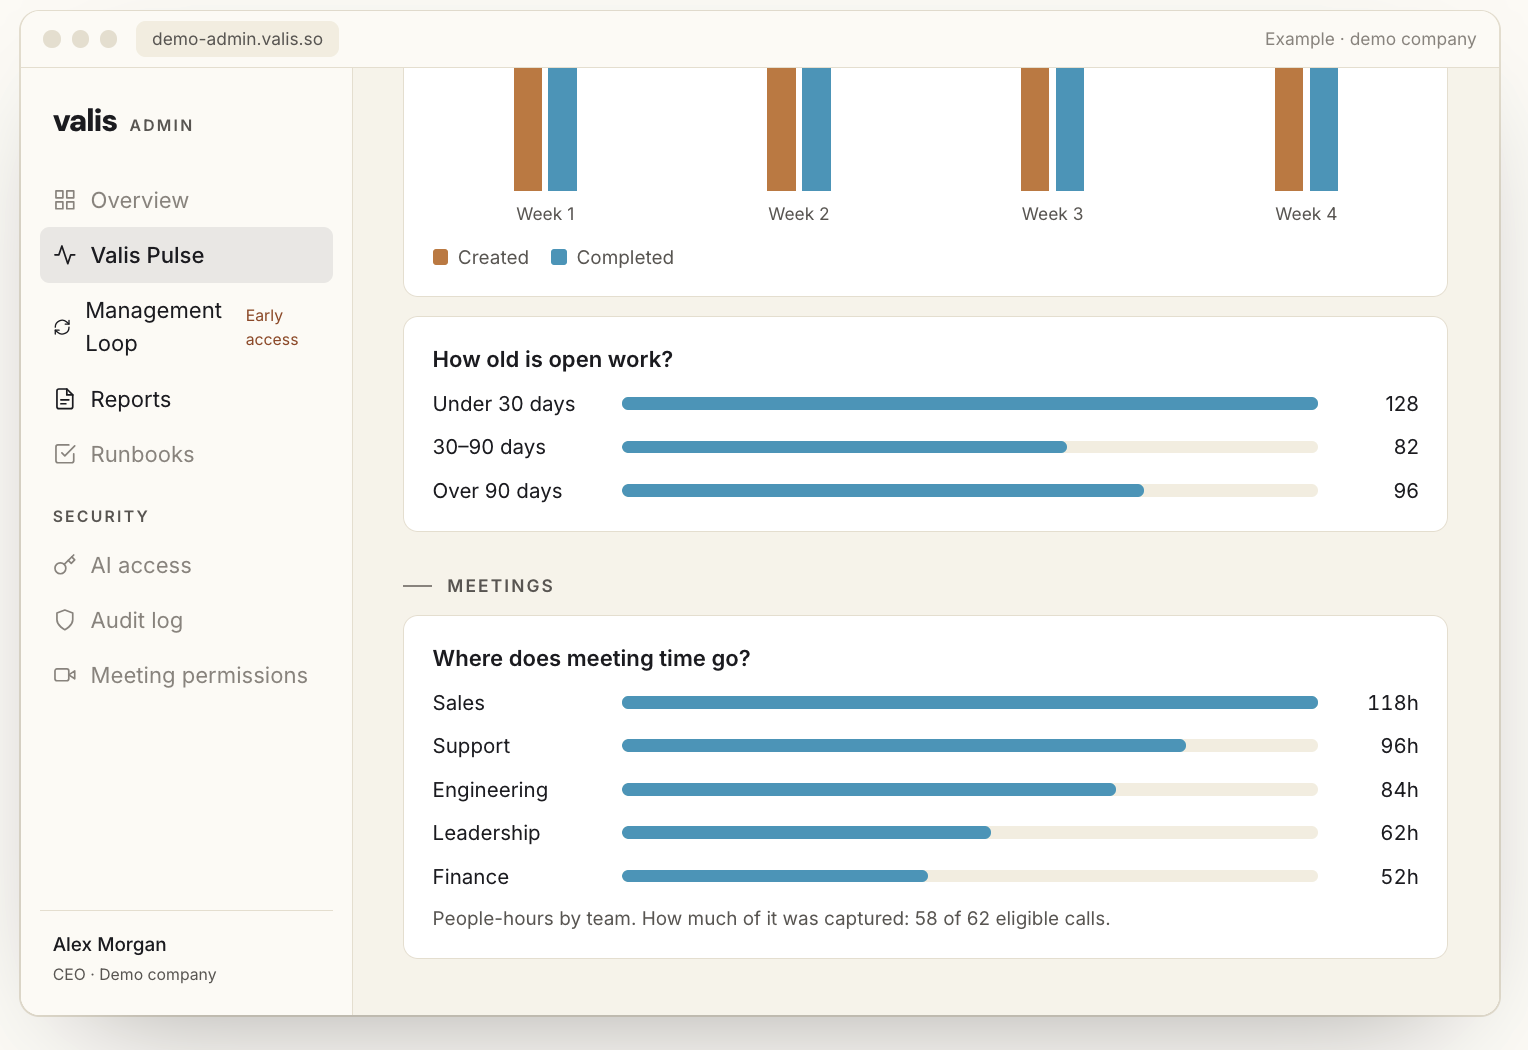 demo-admin.valis.so
Example · demo company
valis ADMIN
Overview
Valis Pulse
Management
Loop
Early
access
Reports
Runbooks
SECURITY
AI access
Audit log
Meeting permissions
Alex Morgan
CEO · Demo company
Week 1
Week 2
Week 3
Week 4
Created
Completed
How old is open work?
Under 30 days 128
30–90 days 82
Over 90 days 96
MEETINGS
Where does meeting time go?
Sales 118h
Support 96h
Engineering 84h
Leadership 62h
Finance 52h
People-hours by team. How much of it was captured: 58 of 62 eligible calls.